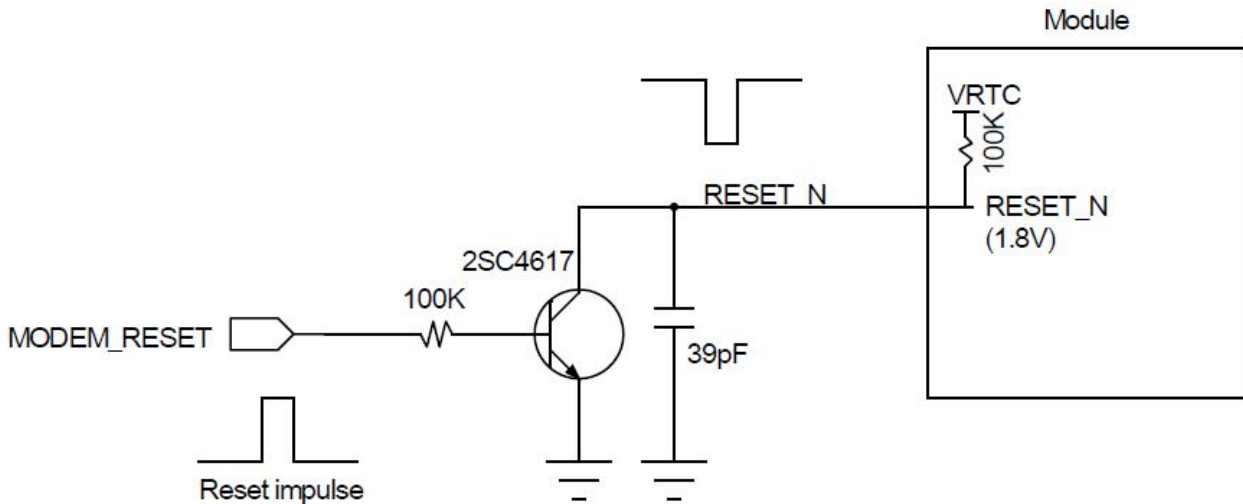 Module
VRTC
100K
RESET_N
RESET_N
(1.8V)
2SC4617
100K
MODEM_RESET
39pF
Reset impulse